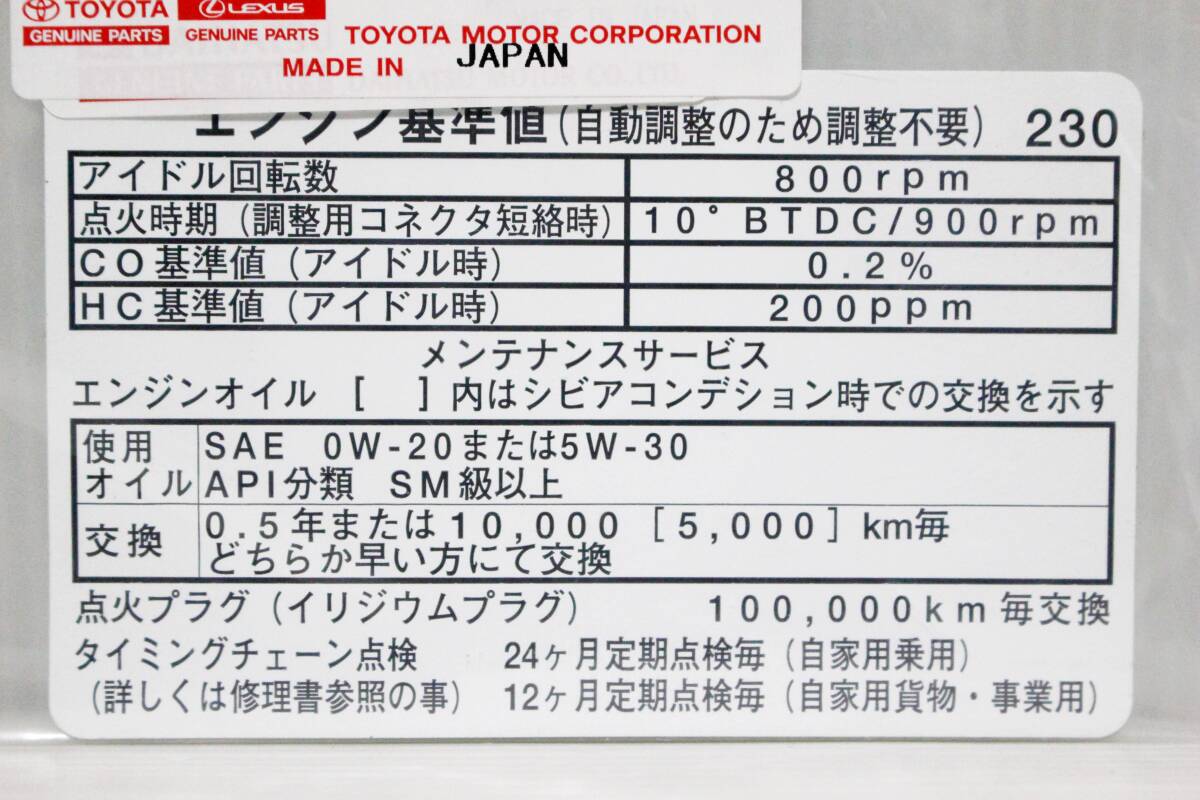 TOYOTA LEXUS
GENUINE PARTS GENUINE PARTS TOYOTA MOTOR CORPORATION
MADE IN JAPAN
エンジン基準値(自動調整のため調整不要) 230
アイドル回転数 800rpm
点火時期(調整用コネクタ短絡時) 10°BTDC/900rpm
CO基準値(アイドル時) 0.2%
HC基準値(アイドル時) 200ppm
メンテナンスサービス
エンジンオイル [ ]内はシビアコンデション時での交換を示す
使用 SAE 0W-20または5W-30
オイル API分類 SM級以上
交換 0.5年または10,000[5,000]km毎
どちらか早い方にて交換
点火プラグ(イリジウムプラグ) 100,000km毎交換
タイミングチェーン点検 24ヶ月定期点検毎(自家用乗用)
(詳しくは修理書参照の事) 12ヶ月定期点検毎(自家用貨物・事業用)